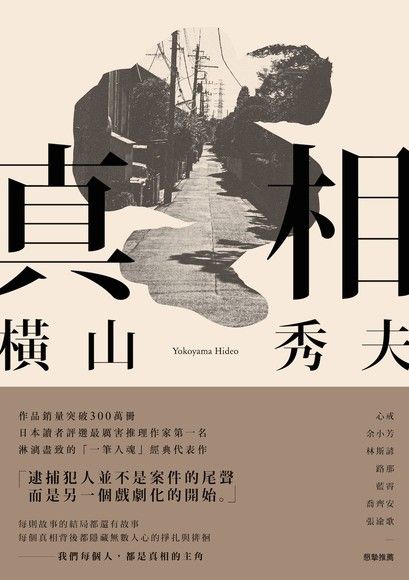 真相
橫山秀夫
Yokoyama Hideo
作品銷量突破300萬冊
日本讀者評選最厲害推理作家第一名
淋漓盡致的「一筆入魂」經典代表作
「逮捕犯人並不是案件的尾聲
而是另一個戲劇化的開始。」
每則故事的結局都還有故事
每個真相背後都隱藏無數人心的掙扎與徘徊
——我們每個人,都是真相的主角
心戒
余小芳
林斯諺
路那
藍霄
喬齊安
張渝歌
懇摯推薦